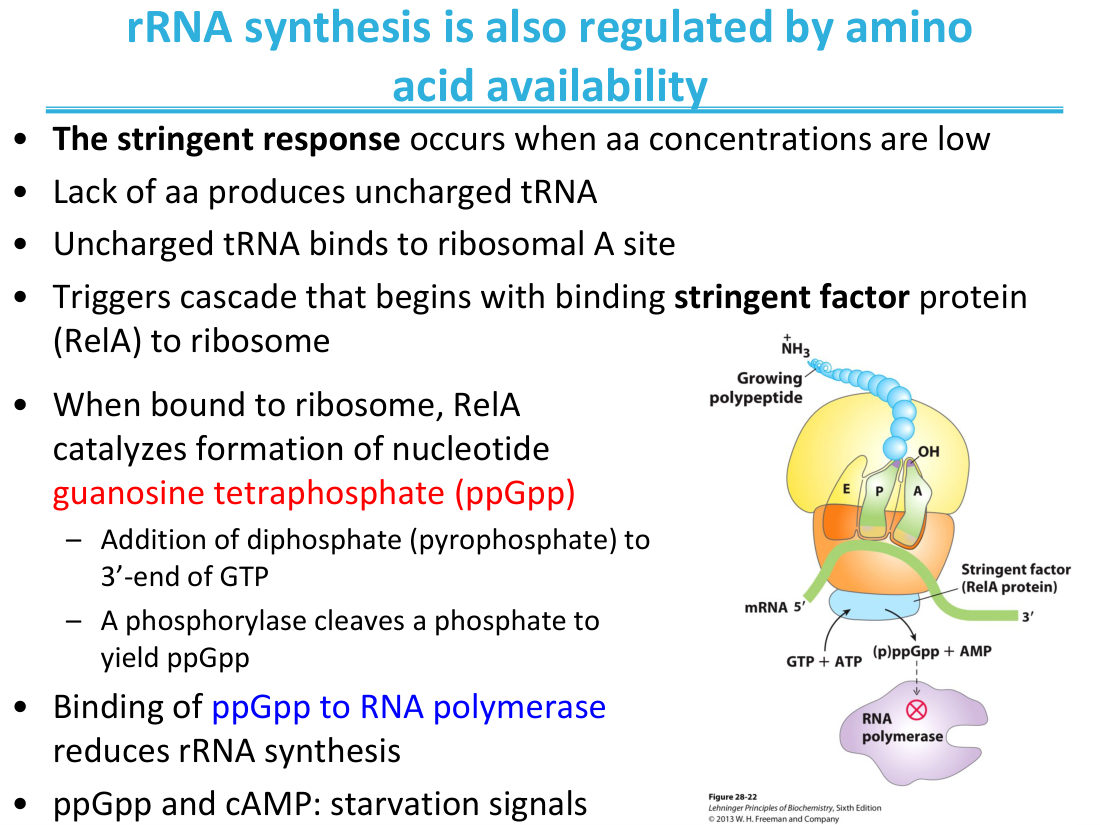 rRNA synthesis is also regulated by amino
acid availability
• The stringent response occurs when aa concentrations are low
• Lack of aa produces uncharged tRNA
• Uncharged tRNA binds to ribosomal A site
• Triggers cascade that begins with binding stringent factor protein
(RelA) to ribosome
• When bound to ribosome, RelA
catalyzes formation of nucleotide
guanosine tetraphosphate (ppGpp)
– Addition of diphosphate (pyrophosphate) to
3’-end of GTP
– A phosphorylase cleaves a phosphate to
yield ppGpp
• Binding of ppGpp to RNA polymerase
reduces rRNA synthesis
• ppGpp and cAMP: starvation signals
+
NH3
Growing
polypeptide
OH
E P A
Stringent factor
(RelA protein)
mRNA 5′
3′
GTP + ATP
(p)ppGpp + AMP
RNA
polymerase
Figure 28-22
Lehninger Principles of Biochemistry, Sixth Edition
© 2013 W. H. Freeman and Company